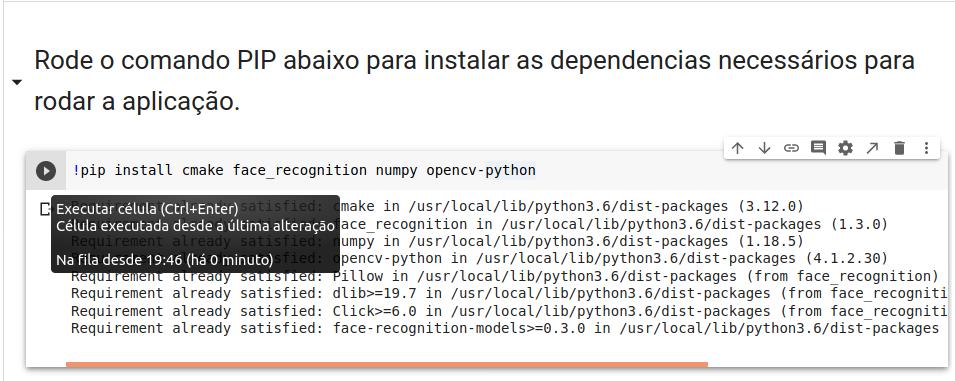 Rode o comando PIP abaixo para instalar as dependencias necessários para
rodar a aplicação.
!pip install cmake face_recognition numpy opencv-python
Executar célula (Ctrl+Enter)
Célula executada desde a última alteração
Na fila desde 19:46 (há 0 minuto)
satisfied: cmake in /usr/local/lib/python3.6/dist-packages (3.12.0)
face_recognition in /usr/local/lib/python3.6/dist-packages (1.3.0)
Requirement already satisfied: numpy in /usr/local/lib/python3.6/dist-packages (1.18.5)
opencv-python in /usr/local/lib/python3.6/dist-packages (4.1.2.30)
Requirement already satisfied: Pillow in /usr/local/lib/python3.6/dist-packages (from face_recognition)
Requirement already satisfied: dlib>=19.7 in /usr/local/lib/python3.6/dist-packages (from face_recogniti
Requirement already satisfied: Click>=6.0 in /usr/local/lib/python3.6/dist-packages (from face_recogniti
Requirement already satisfied: face-recognition-models>=0.3.0 in /usr/local/lib/python3.6/dist-packages